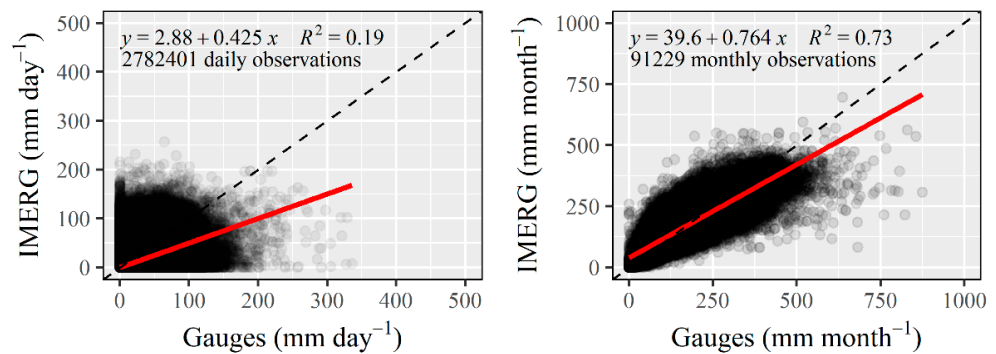 y = 2.88 + 0.425 x R² = 0.19
2782401 daily observations
500
400
300
200
100
0
IMERG (mm day⁻¹)
0 100 200 300 400 500
Gauges (mm day⁻¹)
y = 39.6 + 0.764 x R² = 0.73
91229 monthly observations
1000
750
500
250
0
IMERG (mm month⁻¹)
0 250 500 750 1000
Gauges (mm month⁻¹)